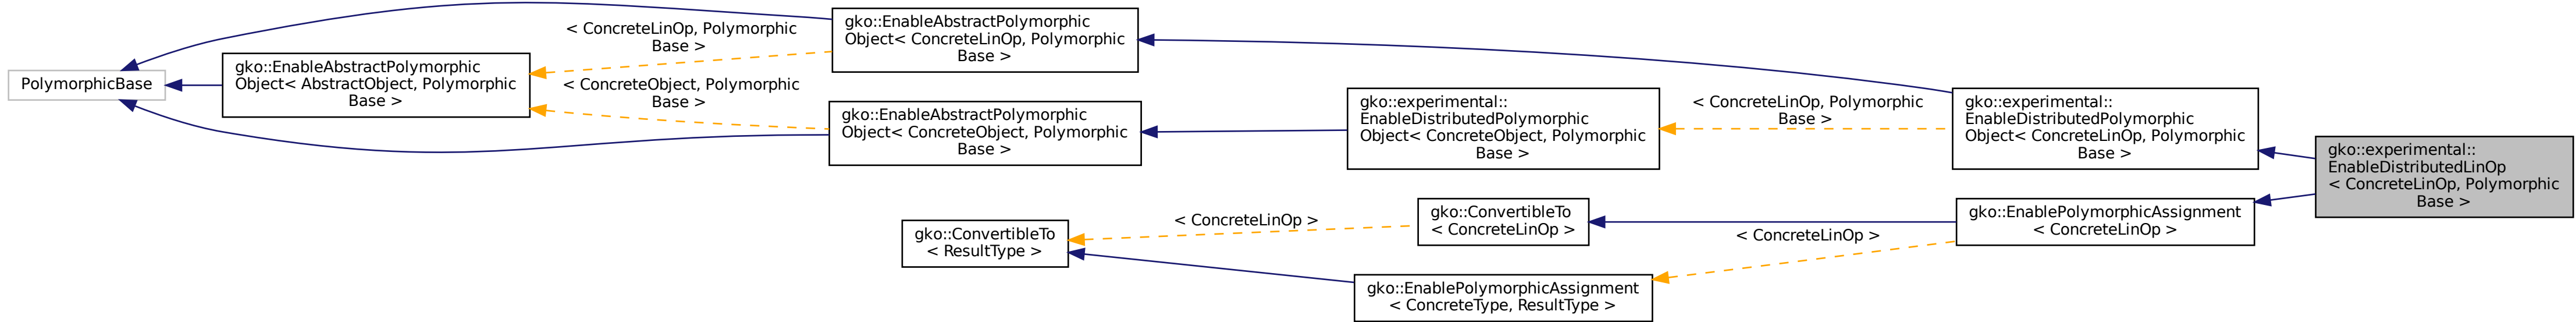 PolymorphicBase
gko::EnableAbstractPolymorphic
Object< AbstractObject, Polymorphic
Base >
< ConcreteLinOp, Polymorphic
Base >
< ConcreteObject, Polymorphic
Base >
gko::EnableAbstractPolymorphic
Object< ConcreteLinOp, Polymorphic
Base >
gko::EnableAbstractPolymorphic
Object< ConcreteObject, Polymorphic
Base >
gko::experimental::
EnableDistributedPolymorphic
Object< ConcreteObject, Polymorphic
Base >
< ConcreteLinOp, Polymorphic
Base >
gko::experimental::
EnableDistributedPolymorphic
Object< ConcreteLinOp, Polymorphic
Base >
gko::experimental::
EnableDistributedLinOp
< ConcreteLinOp, Polymorphic
Base >
gko::ConvertibleTo
< ResultType >
< ConcreteLinOp >
gko::ConvertibleTo
< ConcreteLinOp >
gko::EnablePolymorphicAssignment
< ConcreteType, ResultType >
< ConcreteLinOp >
gko::EnablePolymorphicAssignment
< ConcreteLinOp >